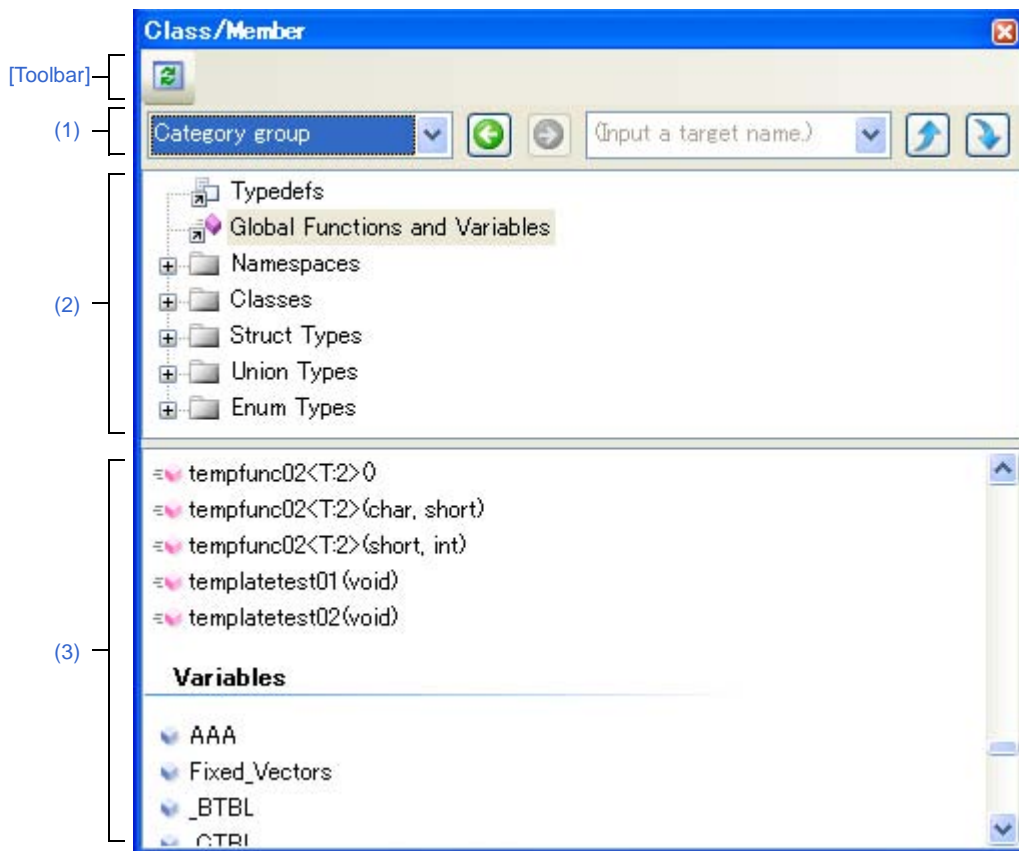 Class/Member
[Toolbar]
(1)
Category group
(Input a target name.)
(2)
Typedefs
Global Functions and Variables
Namespaces
Classes
Struct Types
Union Types
Enum Types
(3)
tempfunc02<T:2>()
tempfunc02<T:2>(char, short)
tempfunc02<T:2>(short, int)
templatetest01(void)
templatetest02(void)
Variables
AAA
Fixed_Vectors
_BTBL
_CTBL